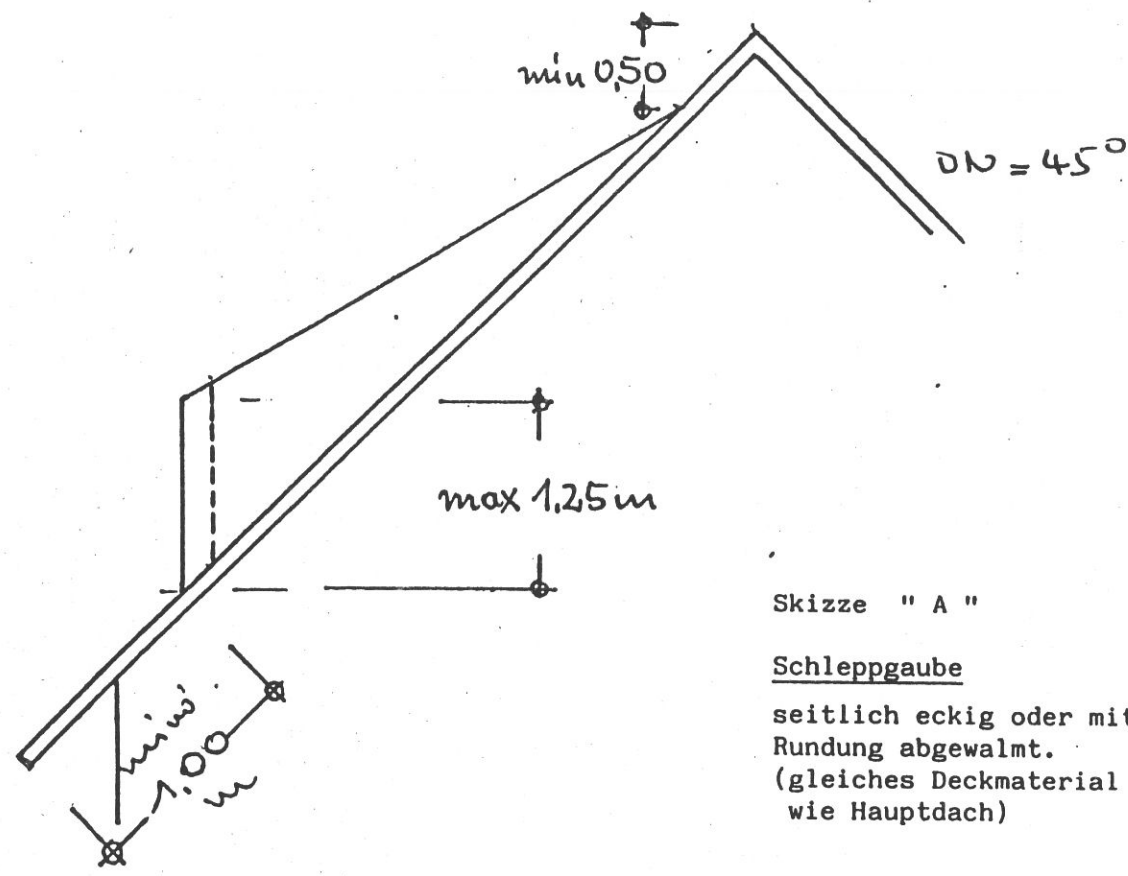 min 0,50
DN = 45°
max 1,25 m
min
1.00
m
Skizze " A "
Schleppgaube
seitlich eckig oder mit
Rundung abgewalmt.
(gleiches Deckmaterial
wie Hauptdach)